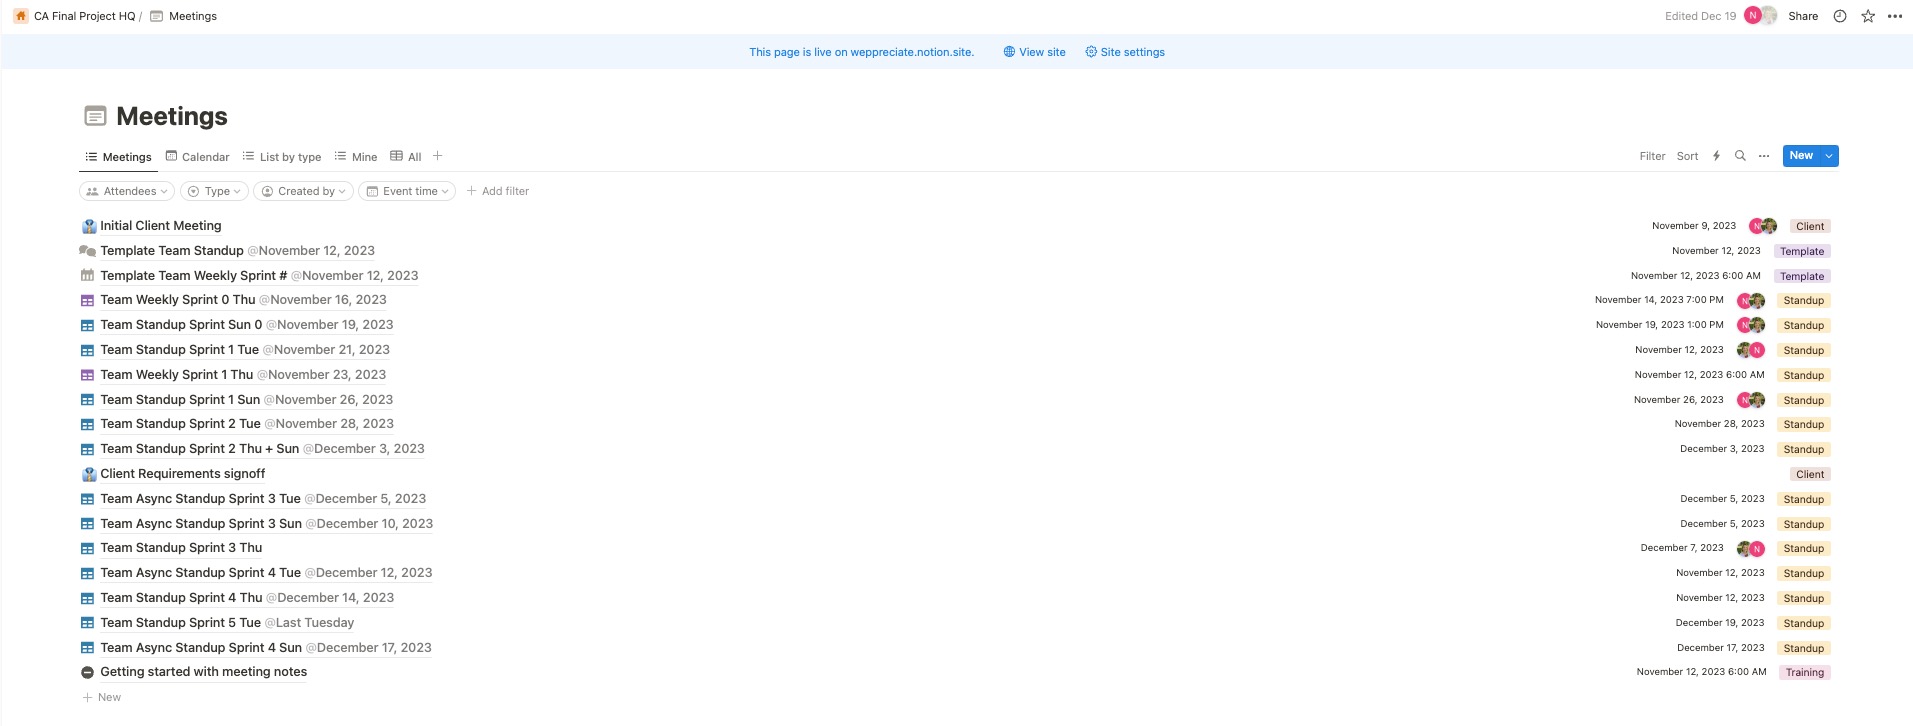 CA Final Project HQ / Meetings Edited Dec 19 N Share
This page is live on weppreciate.notion.site. View site Site settings
Meetings
Meetings Calendar List by type Mine All Filter Sort New
Attendees Type Created by Event time Add filter
Initial Client Meeting November 9, 2023 N Client
Template Team Standup @November 12, 2023 November 12, 2023 Template
Template Team Weekly Sprint # @November 12, 2023 November 12, 2023 6:00 AM Template
Team Weekly Sprint 0 Thu @November 16, 2023 November 14, 2023 7:00 PM N Standup
Team Standup Sprint Sun 0 @November 19, 2023 November 19, 2023 1:00 PM N Standup
Team Standup Sprint 1 Tue @November 21, 2023 November 12, 2023 N Standup
Team Weekly Sprint 1 Thu @November 23, 2023 November 12, 2023 6:00 AM Standup
Team Standup Sprint 1 Sun @November 26, 2023 November 26, 2023 N Standup
Team Standup Sprint 2 Tue @November 28, 2023 November 28, 2023 Standup
Team Standup Sprint 2 Thu + Sun @December 3, 2023 December 3, 2023 Standup
Client Requirements signoff Client
Team Async Standup Sprint 3 Tue @December 5, 2023 December 5, 2023 Standup
Team Async Standup Sprint 3 Sun @December 10, 2023 December 5, 2023 Standup
Team Standup Sprint 3 Thu December 7, 2023 N Standup
Team Async Standup Sprint 4 Tue @December 12, 2023 November 12, 2023 Standup
Team Standup Sprint 4 Thu @December 14, 2023 November 12, 2023 Standup
Team Standup Sprint 5 Tue @Last Tuesday December 19, 2023 Standup
Team Async Standup Sprint 4 Sun @December 17, 2023 December 17, 2023 Standup
Getting started with meeting notes November 12, 2023 6:00 AM Training
New